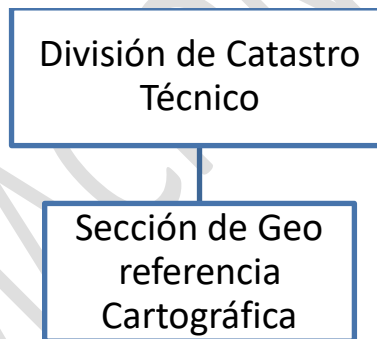 División de Catastro
Técnico
Sección de Geo
referencia
Cartográfica